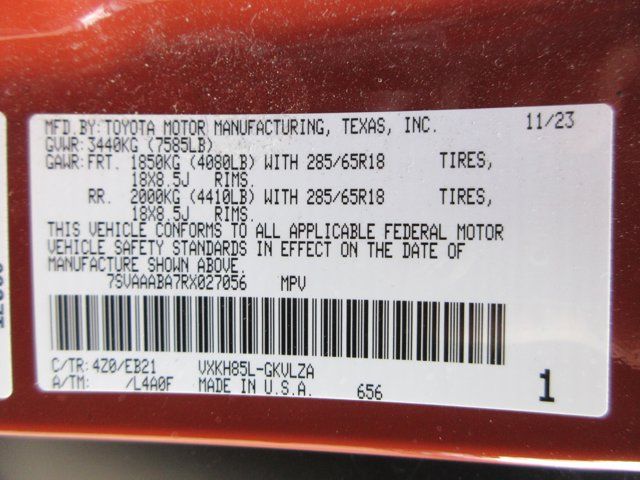 MFD.BY:TOYOTA MOTOR MANUFACTURING, TEXAS, INC. 11/23
GVWR:3440KG (7585LB)
GAWR:FRT. 1850KG (4080LB) WITH 285/65R18 TIRES,
18X8.5J RIMS.
RR. 2000KG (4410LB) WITH 285/65R18 TIRES,
18X8.5J RIMS.
THIS VEHICLE CONFORMS TO ALL APPLICABLE FEDERAL MOTOR
VEHICLE SAFETY STANDARDS IN EFFECT ON THE DATE OF
MANUFACTURE SHOWN ABOVE.
7SVAAABA7RX027056 MPV
C/TR:4Z0/EB21 VXKH85L-GKVLZA
A/TM: /L4A0F MADE IN U.S.A. 656 1